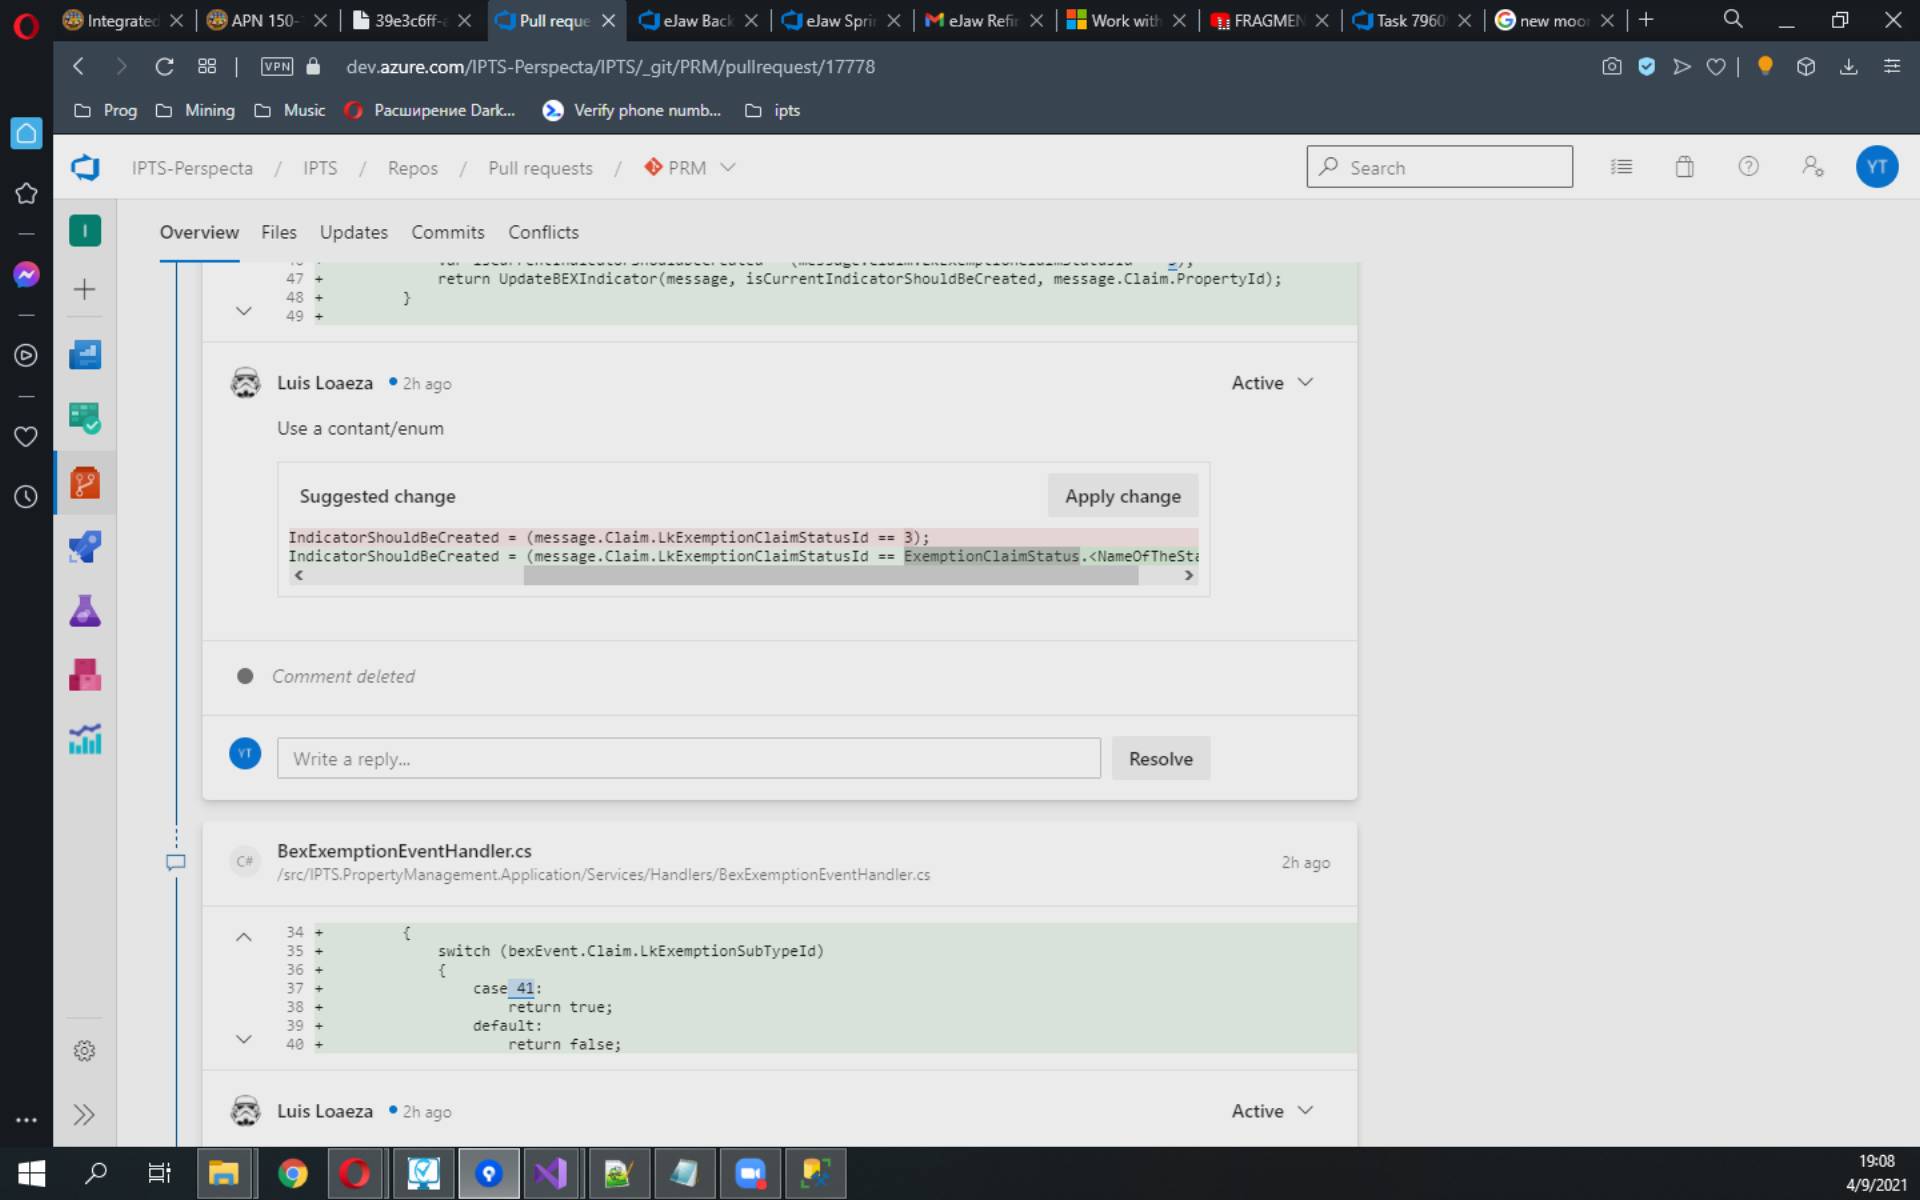 Integrated
APN 150-
39e3c6ff-a
Pull reque
eJaw Back
eJaw Sprin
eJaw Refin
Work with
FRAGMEN
Task 7960
new moo
VPN
dev.azure.com/IPTS-Perspecta/IPTS/_git/PRM/pullrequest/17778
Prog
Mining
Music
Расширение Dark...
Verify phone numb...
ipts
IPTS-Perspecta / IPTS / Repos / Pull requests / PRM
Search
YT
I
Overview Files Updates Commits Conflicts
47 + return UpdateBEXIndicator(message, isCurrentIndicatorShouldBeCreated, message.Claim.PropertyId);
48 + }
49 +
Luis Loaeza 2h ago
Active
Use a contant/enum
Suggested change
Apply change
IndicatorShouldBeCreated = (message.Claim.LkExemptionClaimStatusId == 3);
IndicatorShouldBeCreated = (message.Claim.LkExemptionClaimStatusId == ExemptionClaimStatus.<NameOfTheSta
Comment deleted
YT
Write a reply...
Resolve
C#
BexExemptionEventHandler.cs
/src/IPTS.PropertyManagement.Application/Services/Handlers/BexExemptionEventHandler.cs
2h ago
34 + {
35 + switch (bexEvent.Claim.LkExemptionSubTypeId)
36 + {
37 + case 41:
38 + return true;
39 + default:
40 + return false;
Luis Loaeza 2h ago
Active
19:08
4/9/2021